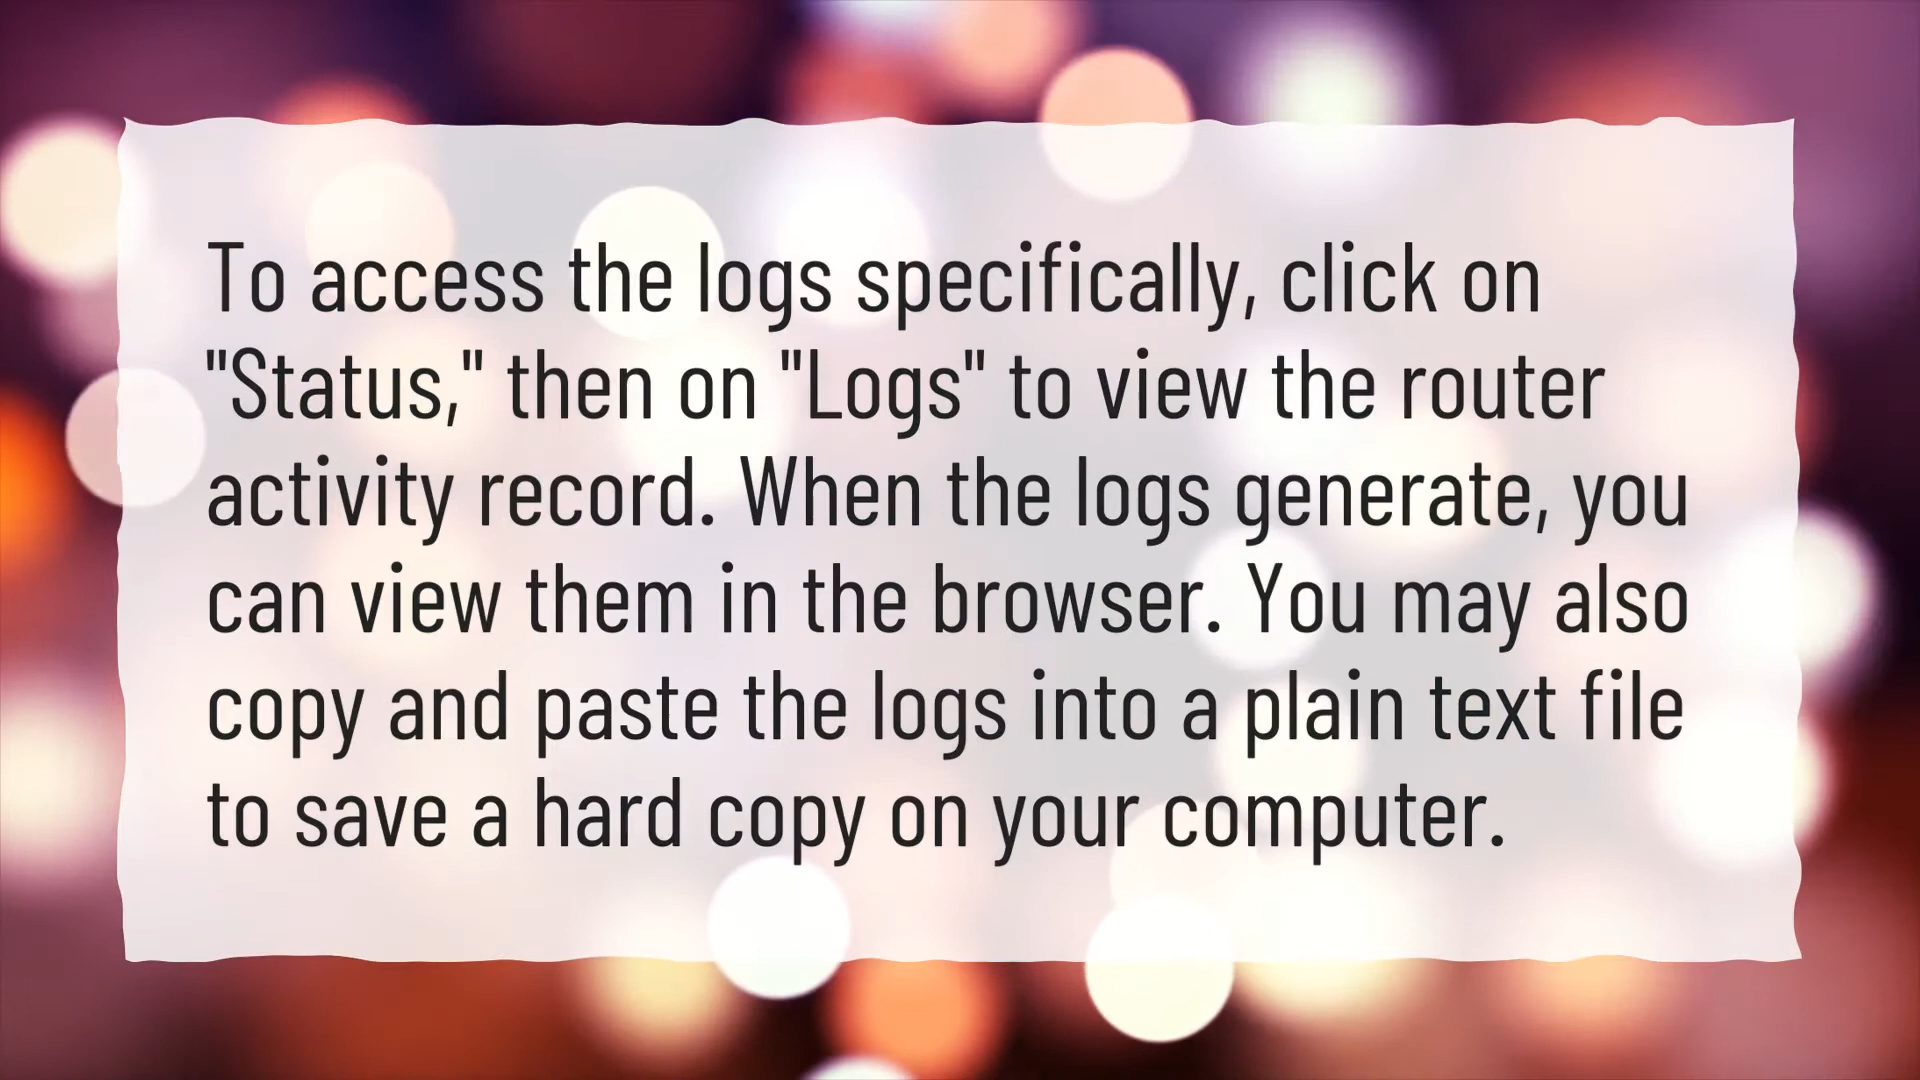 To access the logs specifically, click on
"Status," then on "Logs" to view the router
activity record. When the logs generate, you
can view them in the browser. You may also
copy and paste the logs into a plain text file
to save a hard copy on your computer.